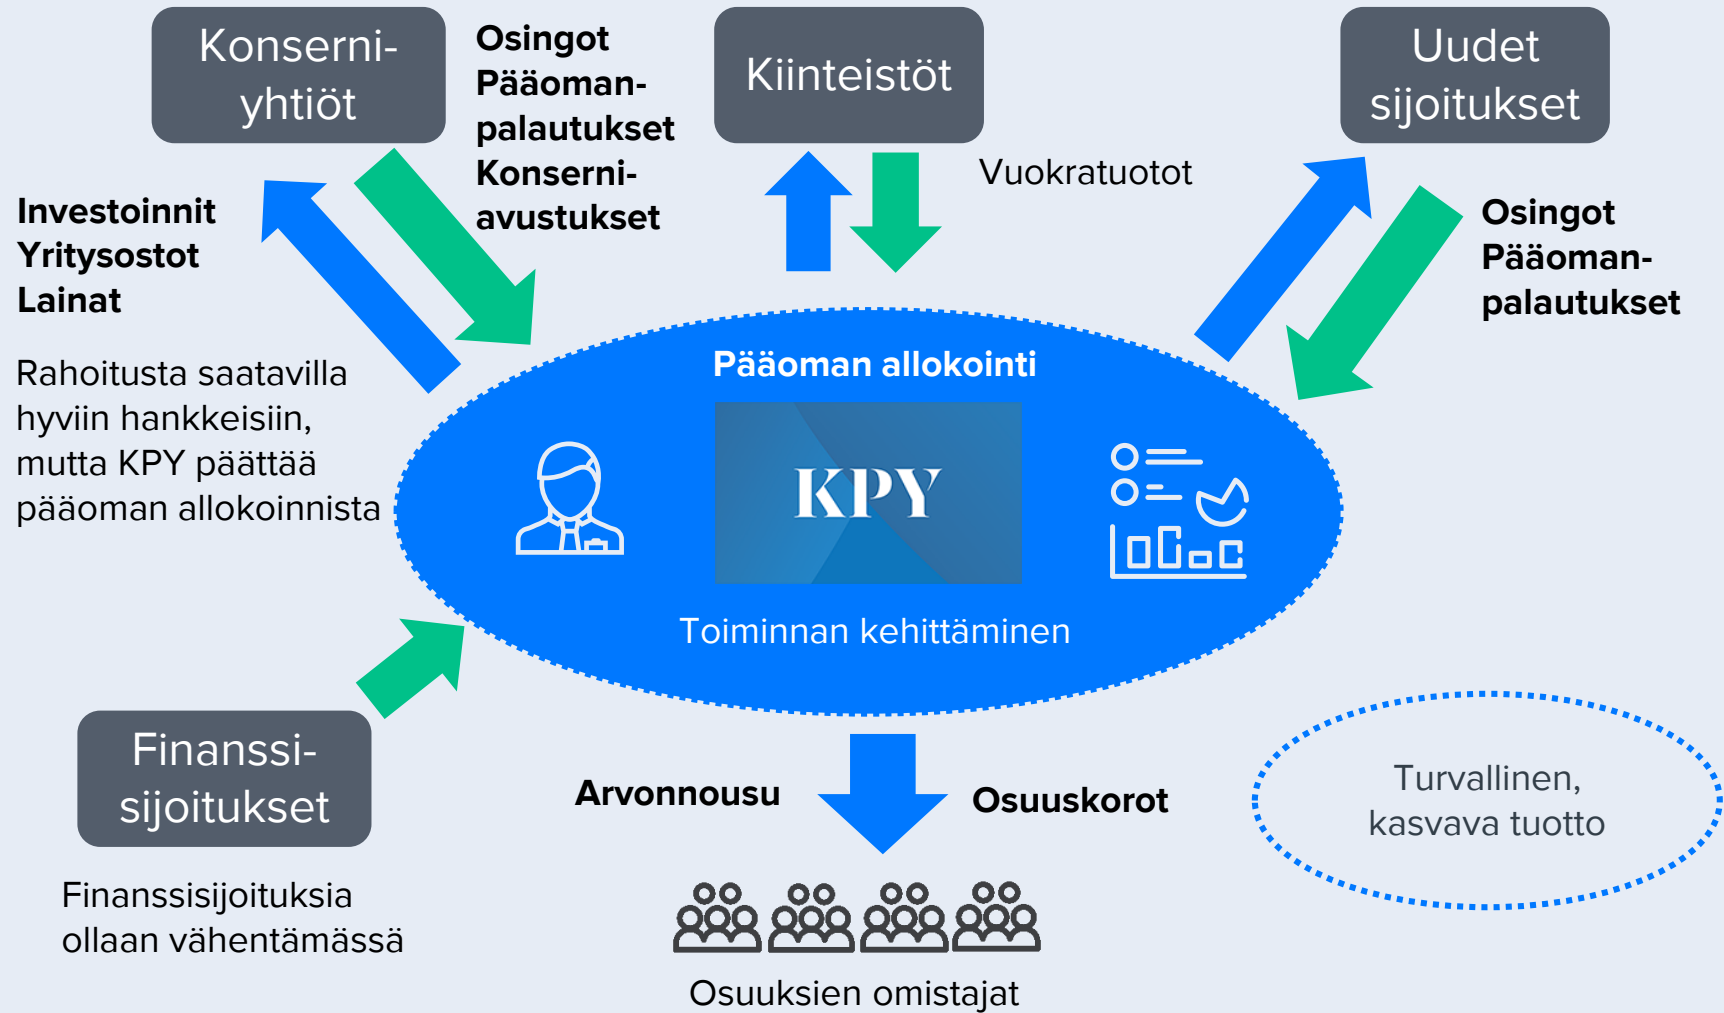 Konserni-
yhtiöt
Osingot
Pääoman-
palautukset
Konserni-
avustukset
Kiinteistöt
Vuokratuotot
Uudet
sijoitukset
Osingot
Pääoman-
palautukset
Investoinnit
Yritysostot
Lainat
Rahoitusta saatavilla
hyviin hankkeisiin,
mutta KPY päättää
pääoman allokoinnista
Pääoman allokointi
KPY
Toiminnan kehittäminen
Finanssi-
sijoitukset
Finanssisijoituksia
ollaan vähentämässä
Arvonnousu
Osuuskorot
Osuuksien omistajat
Turvallinen,
kasvava tuotto